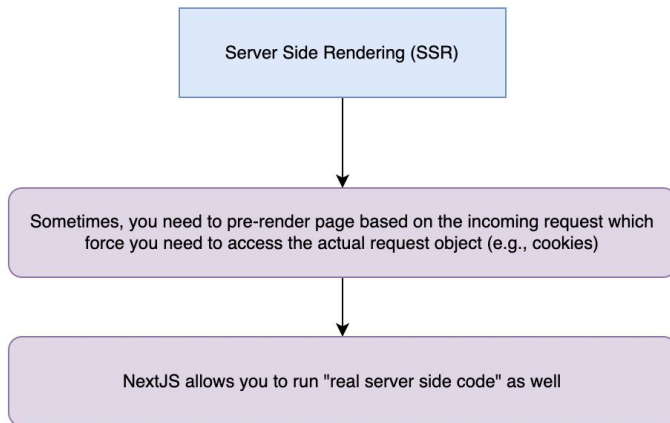 Server Side Rendering (SSR)
Sometimes, you need to pre-render page based on the incoming request which
force you need to access the actual request object (e.g., cookies)
NextJS allows you to run "real server side code" as well